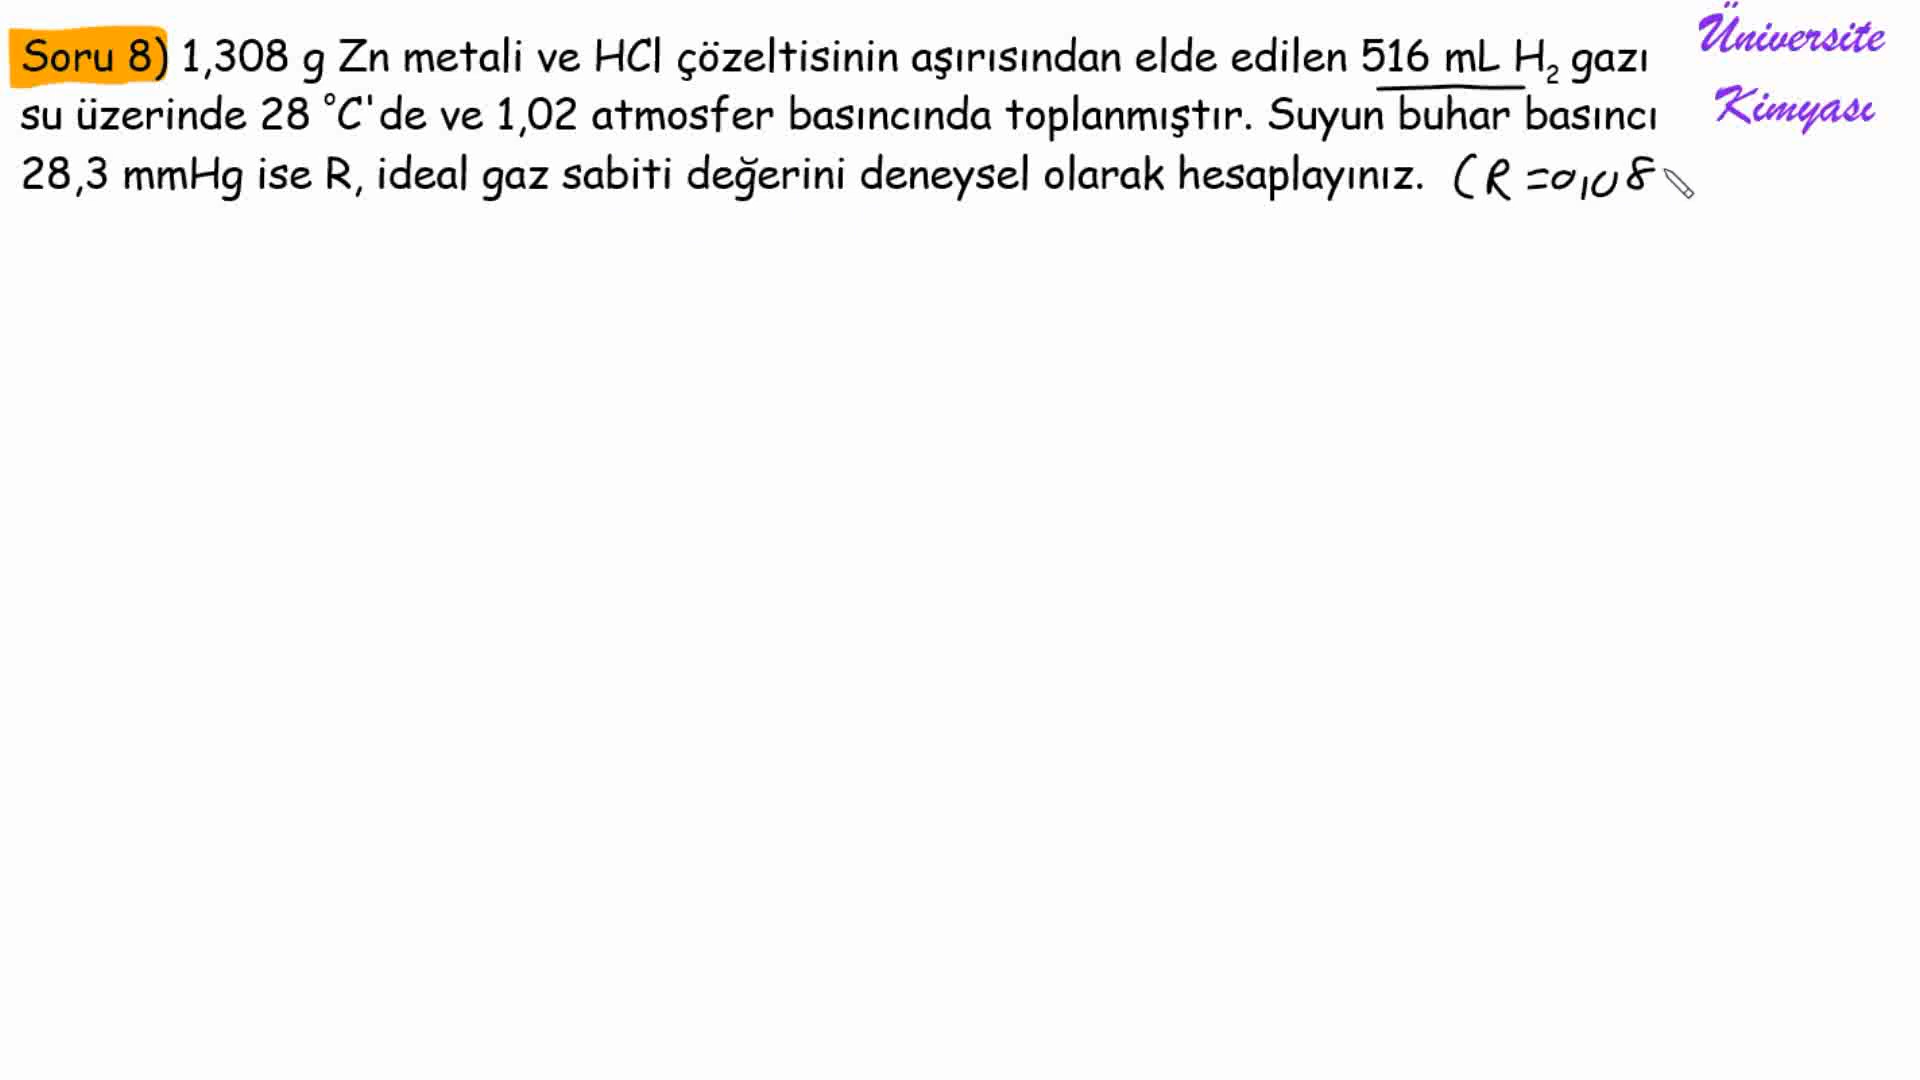 Soru 8) 1,308 g Zn metali ve HCl çözeltisinin aşırısından elde edilen 516 mL H₂ gazı
su üzerinde 28 °C'de ve 1,02 atmosfer basıncında toplanmıştır. Suyun buhar basıncı
28,3 mmHg ise R, ideal gaz sabiti değerini deneysel olarak hesaplayınız. (R = 0,08
Üniversite
Kimyası